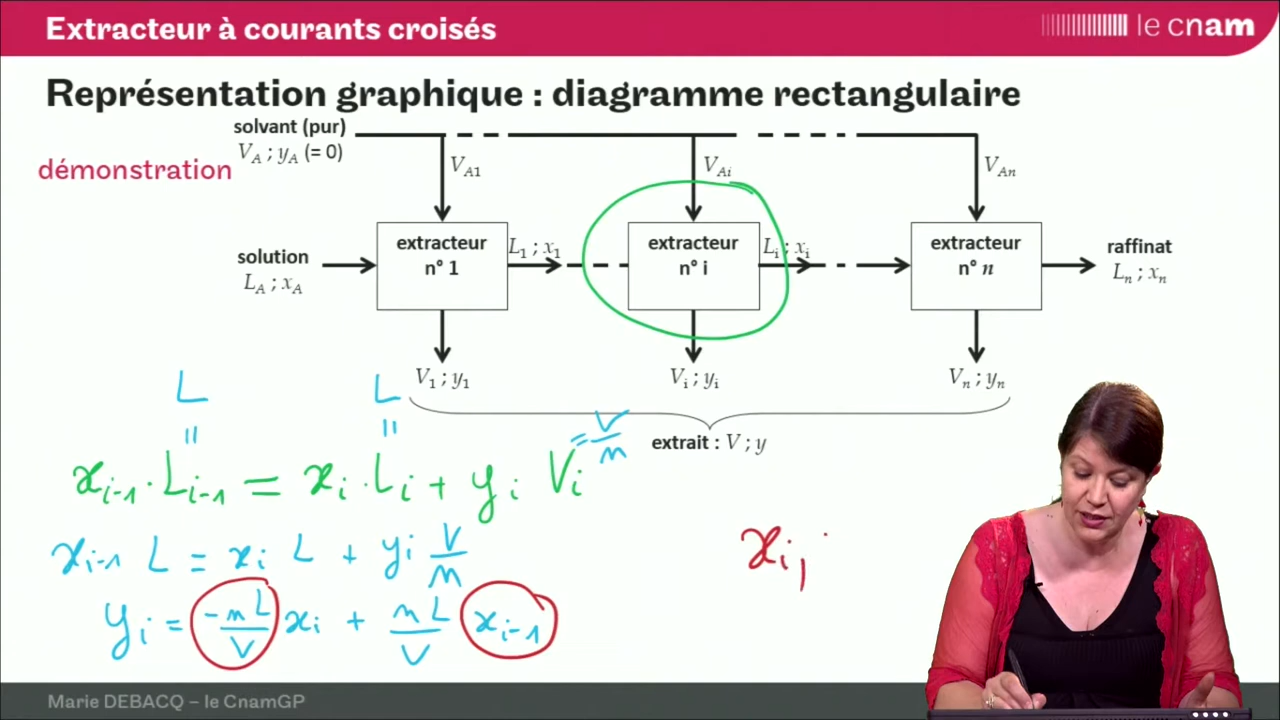 Extracteur à courants croisés
le cnam
Représentation graphique : diagramme rectangulaire
solvant (pur)
V_A ; y_A (= 0)
démonstration
V_A1
V_Ai
V_An
extracteur
n° 1
L_1 ; x_1
extracteur
n° i
L_i ; x_i
extracteur
n° n
solution
L_A ; x_A
raffinat
L_n ; x_n
V_1 ; y_1
V_i ; y_i
V_n ; y_n
extrait : V ; y
L
L
=
=
x_{i-1} · L_{i-1} = x_i · L_i + y_i V_i = V/n
x_{i-1} L = x_i L + y_i V/n
y_i = -nL/V x_i + nL/V x_{i-1}
x_i ,
Marie DEBACQ – le CnamGP